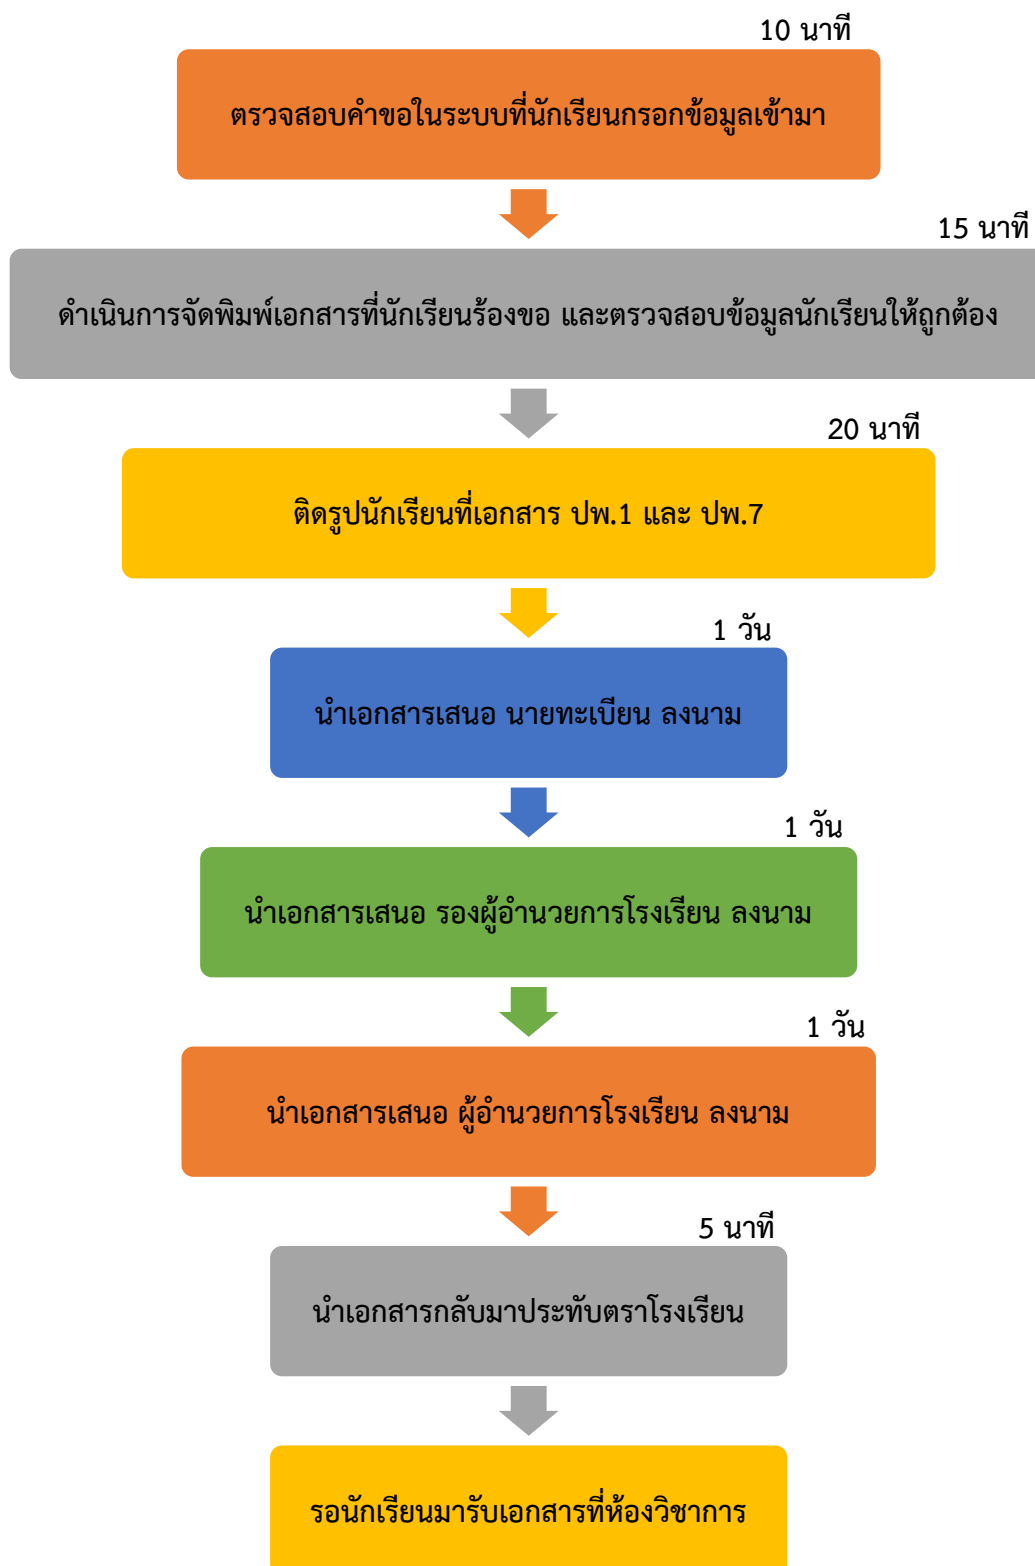 10 นาที
ตรวจสอบคำขอในระบบที่นักเรียนกรอกข้อมูลเข้ามา
15 นาที
ดำเนินการจัดพิมพ์เอกสารที่นักเรียนร้องขอ และตรวจสอบข้อมูลนักเรียนให้ถูกต้อง
20 นาที
ติดรูปนักเรียนที่เอกสาร ปพ.1 และ ปพ.7
1 วัน
นำเอกสารเสนอ นายทะเบียน ลงนาม
1 วัน
นำเอกสารเสนอ รองผู้อำนวยการโรงเรียน ลงนาม
1 วัน
นำเอกสารเสนอ ผู้อำนวยการโรงเรียน ลงนาม
5 นาที
นำเอกสารกลับมาประทับตราโรงเรียน
รอนักเรียนมารับเอกสารที่ห้องวิชาการ